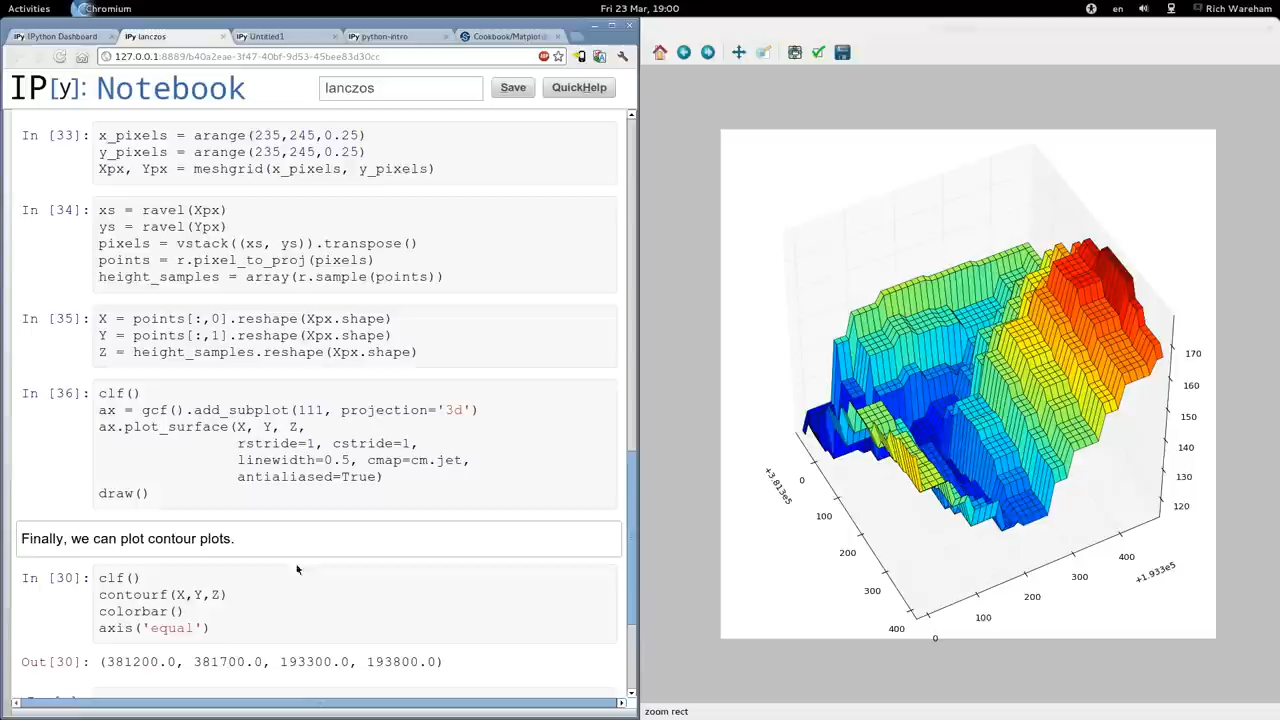 Activities
Chromium
Fri 23 Mar, 19:00
en
Rich Wareham
IPython Dashboard
IPy lanczos
IPy Untitled1
IPy python-intro
Cookbook/Matplot
127.0.0.1:8889/b40a2eae-3f47-40bf-9d53-45bee83d30cc
IP[y]: Notebook
lanczos
Save
QuickHelp
In [33]:
x_pixels = arange(235,245,0.25)
y_pixels = arange(235,245,0.25)
Xpx, Ypx = meshgrid(x_pixels, y_pixels)
In [34]:
xs = ravel(Xpx)
ys = ravel(Ypx)
pixels = vstack((xs, ys)).transpose()
points = r.pixel_to_proj(pixels)
height_samples = array(r.sample(points))
In [35]:
X = points[:,0].reshape(Xpx.shape)
Y = points[:,1].reshape(Xpx.shape)
Z = height_samples.reshape(Xpx.shape)
In [36]:
clf()
ax = gcf().add_subplot(111, projection='3d')
ax.plot_surface(X, Y, Z,
rstride=1, cstride=1,
linewidth=0.5, cmap=cm.jet,
antialiased=True)
draw()
Finally, we can plot contour plots.
In [30]:
clf()
contourf(X,Y,Z)
colorbar()
axis('equal')
Out[30]: (381200.0, 381700.0, 193300.0, 193800.0)
170
160
150
140
130
120
+3.813e5
0
100
200
300
400
0
100
200
300
400
+1.933e5
zoom rect